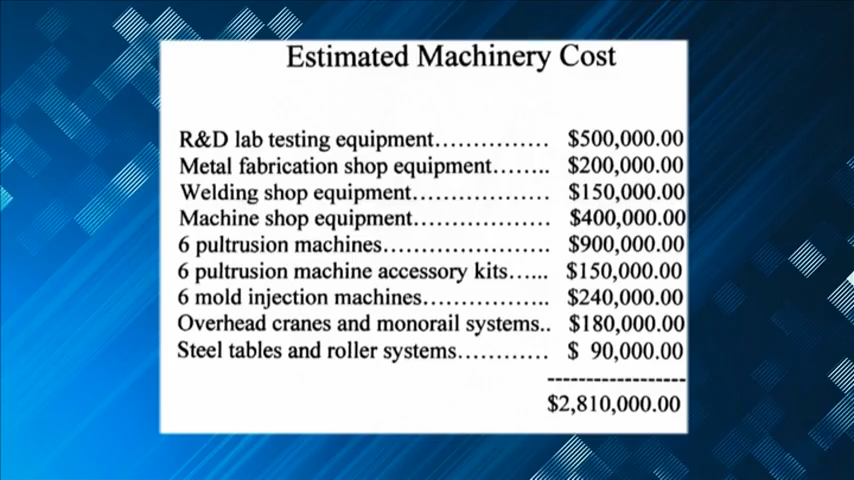 Estimated Machinery Cost
R&D lab testing equipment............... $500,000.00
Metal fabrication shop equipment........ $200,000.00
Welding shop equipment.................. $150,000.00
Machine shop equipment.................. $400,000.00
6 pultrusion machines...................... $900,000.00
6 pultrusion machine accessory kits...... $150,000.00
6 mold injection machines................. $240,000.00
Overhead cranes and monorail systems.. $180,000.00
Steel tables and roller systems............ $ 90,000.00
------------------
$2,810,000.00